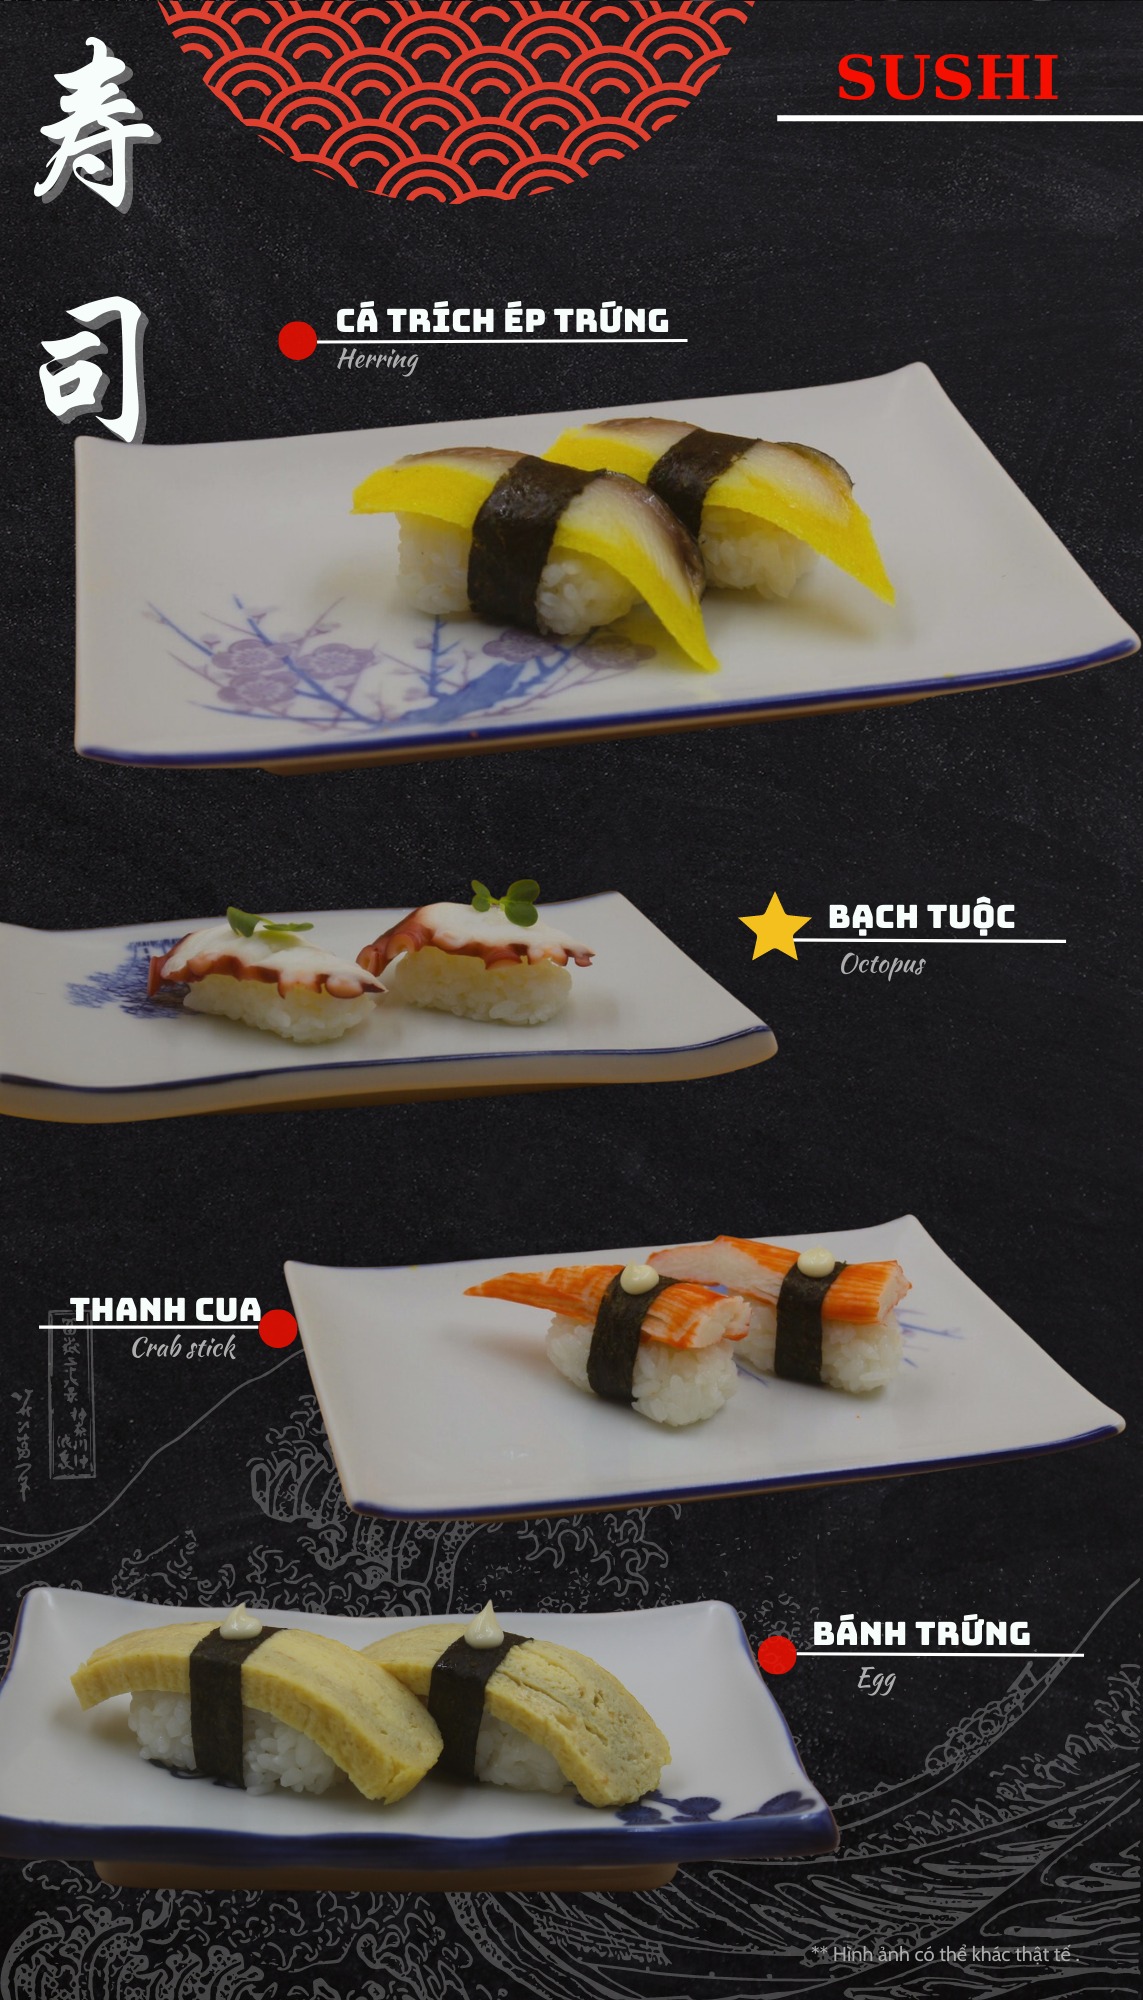 寿
司
SUSHI
CÁ TRÍCH ÉP TRỨNG
Herring
BẠCH TUỘC
Octopus
THANH CUA
Crab stick
BÁNH TRỨNG
Egg
** Hình ảnh có thể khác thật tế .